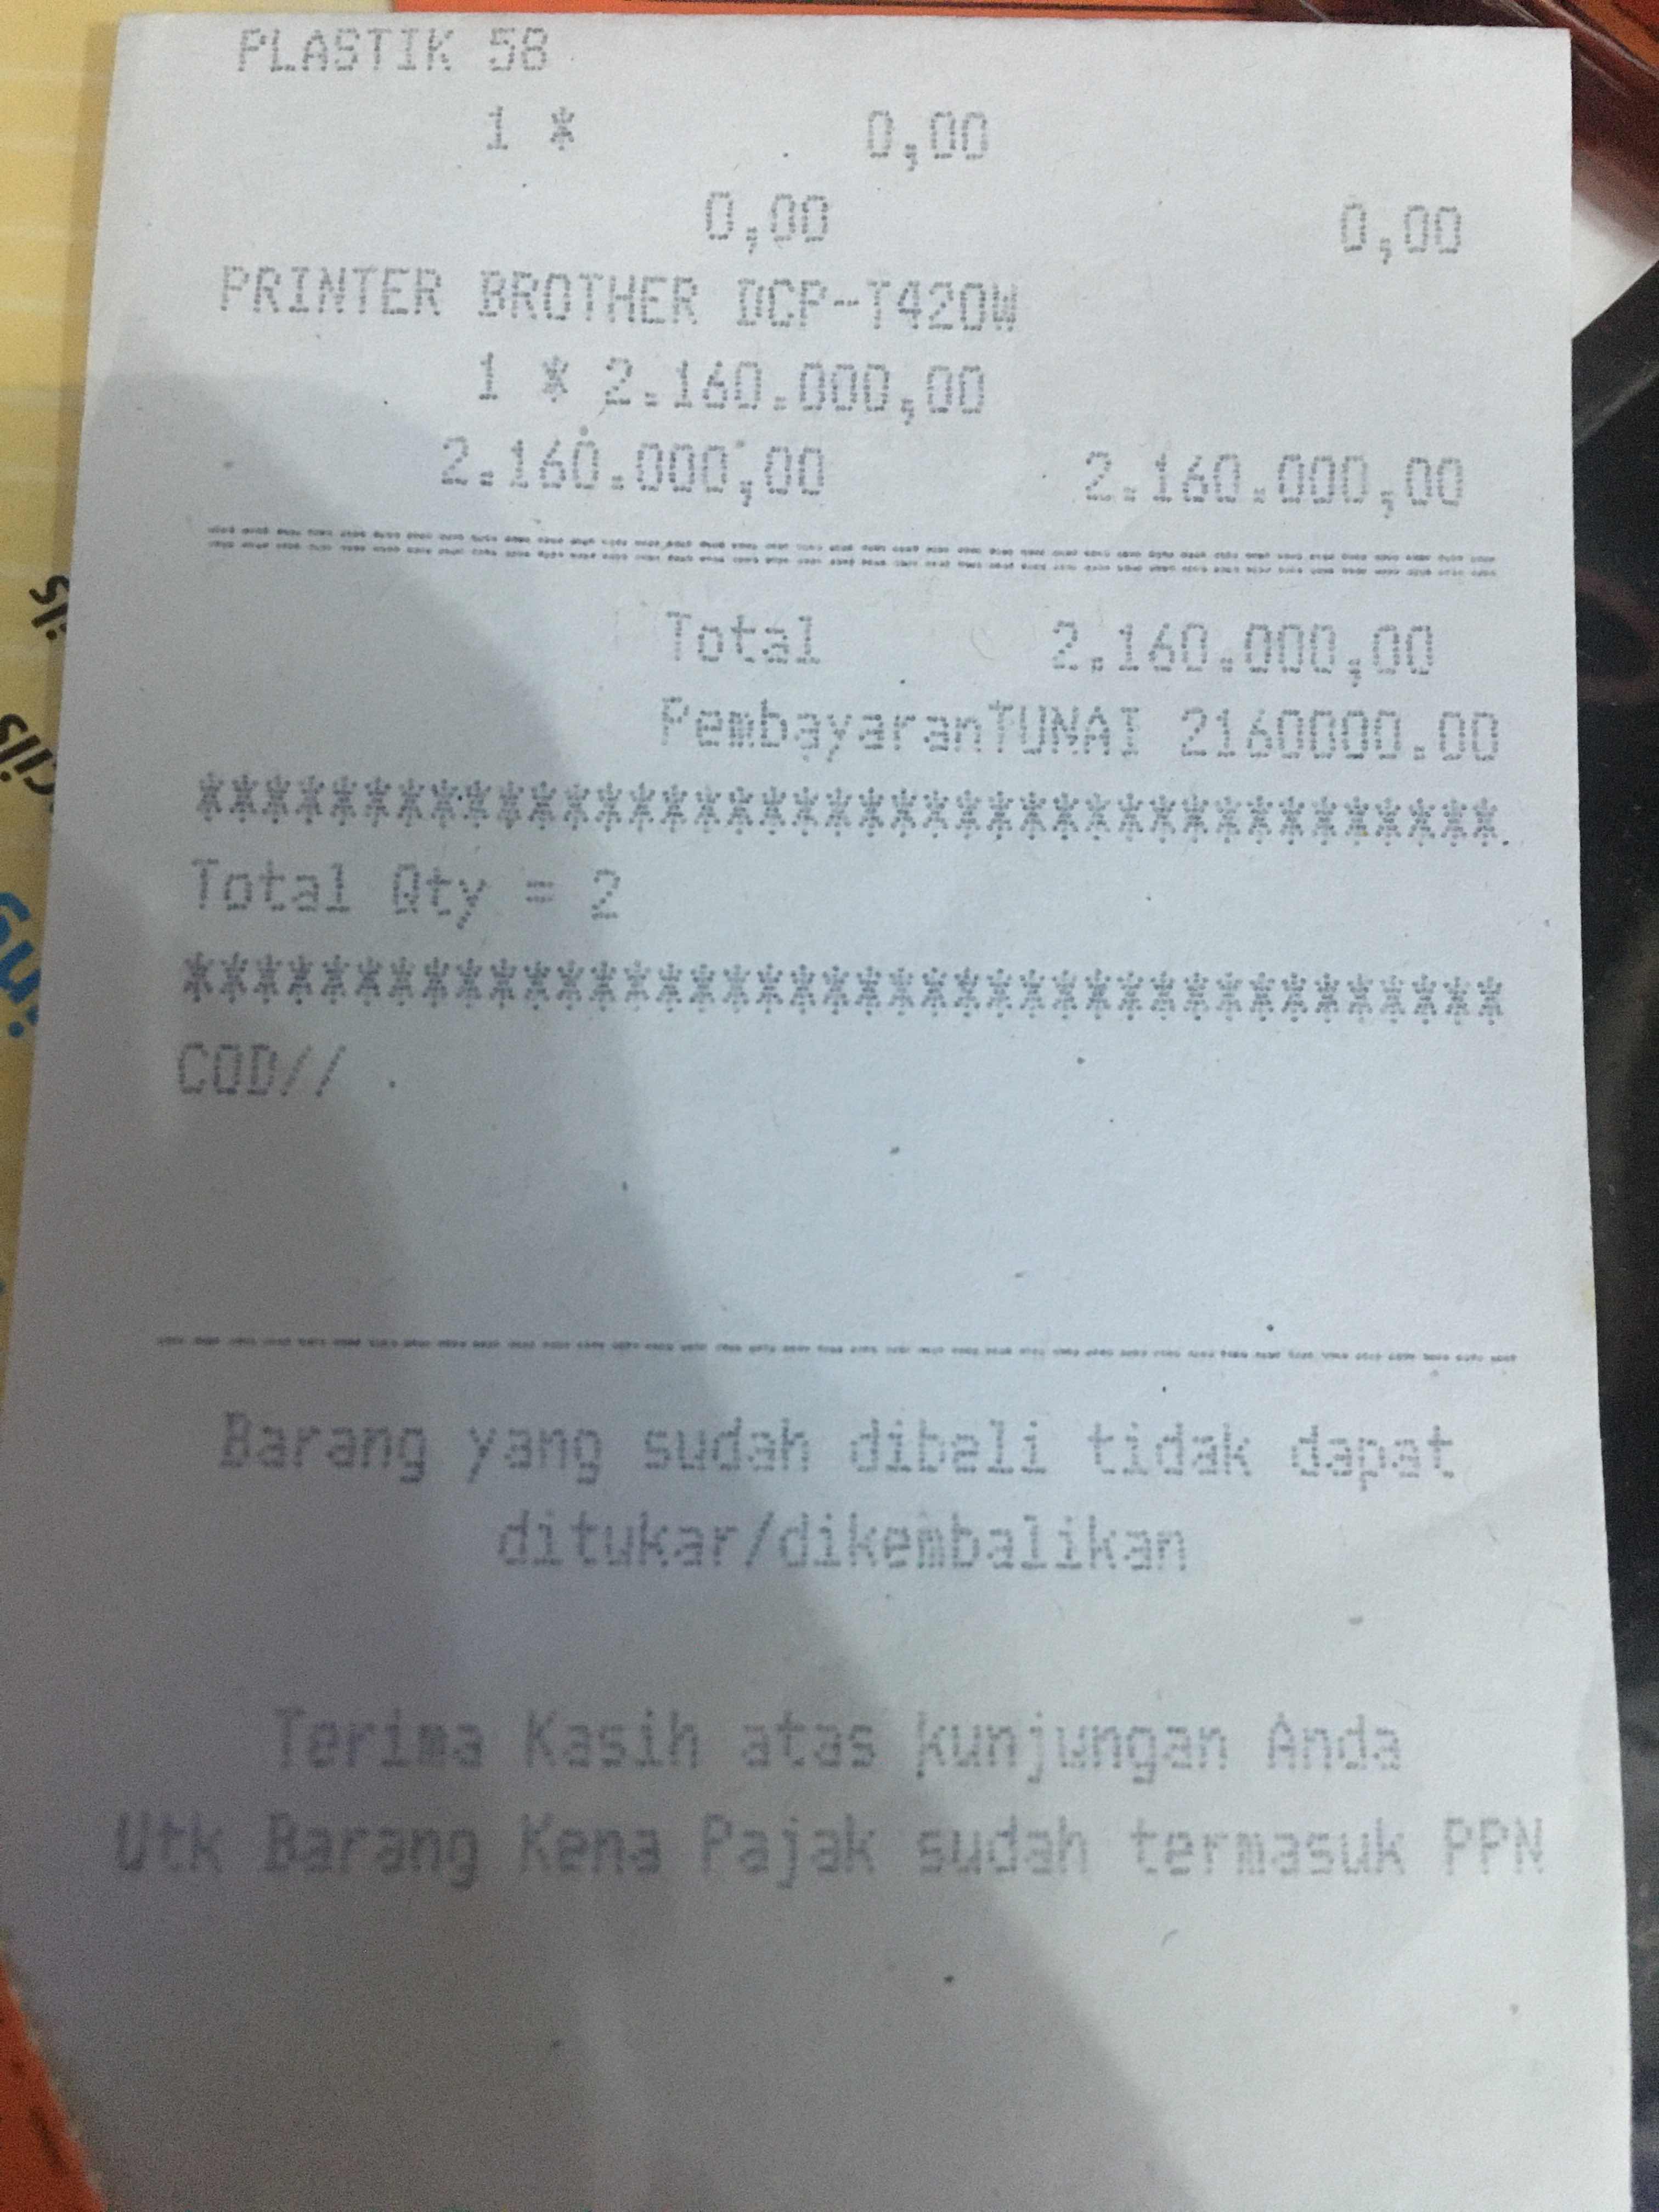 PLASTIK 58
1 * 0,00
0,00 0,00
PRINTER BROTHER DCP-T420W
1 * 2.160.000,00
2.160.000,00 2.160.000,00
Total 2.160.000,00
PembayaranTUNAI 2160000.00
****************************************
Total Qty = 2
****************************************
COD//
Barang yang sudah dibeli tidak dapat
ditukar/dikembalikan
Terima Kasih atas kunjungan Anda
Utk Barang Kena Pajak sudah termasuk PPN